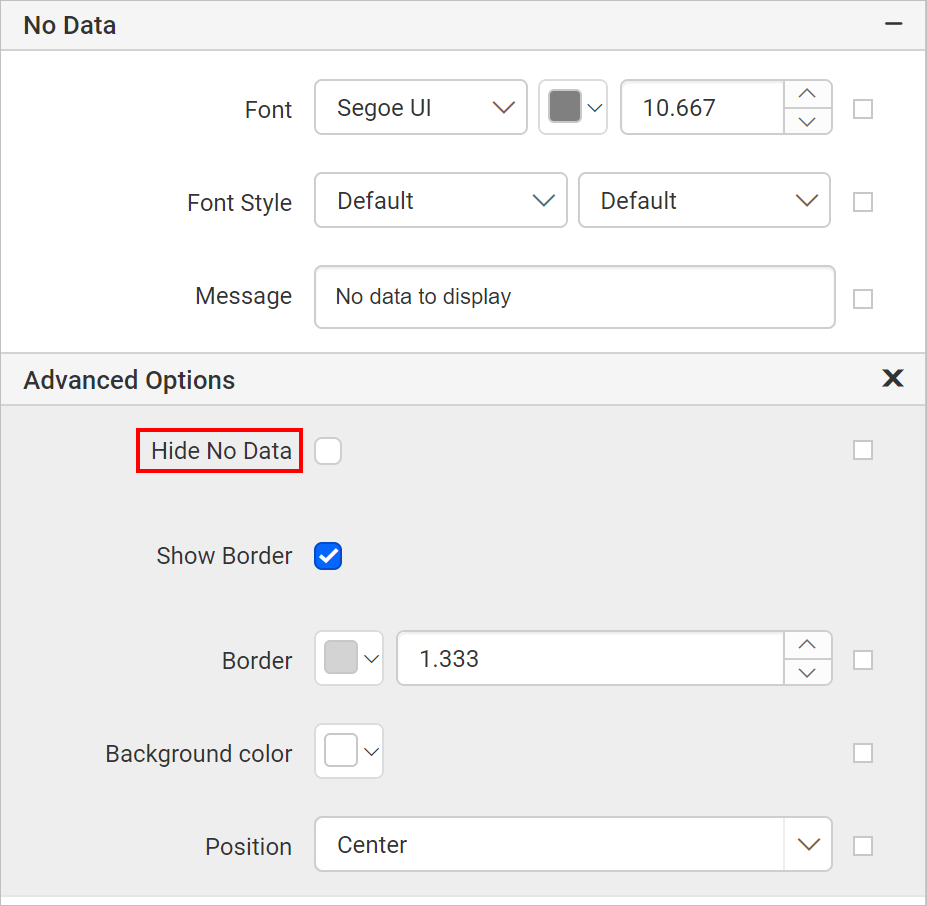 No Data
Font Segoe UI 10.667
Font Style Default Default
Message No data to display
Advanced Options
Hide No Data
Show Border
Border 1.333
Background color
Position Center